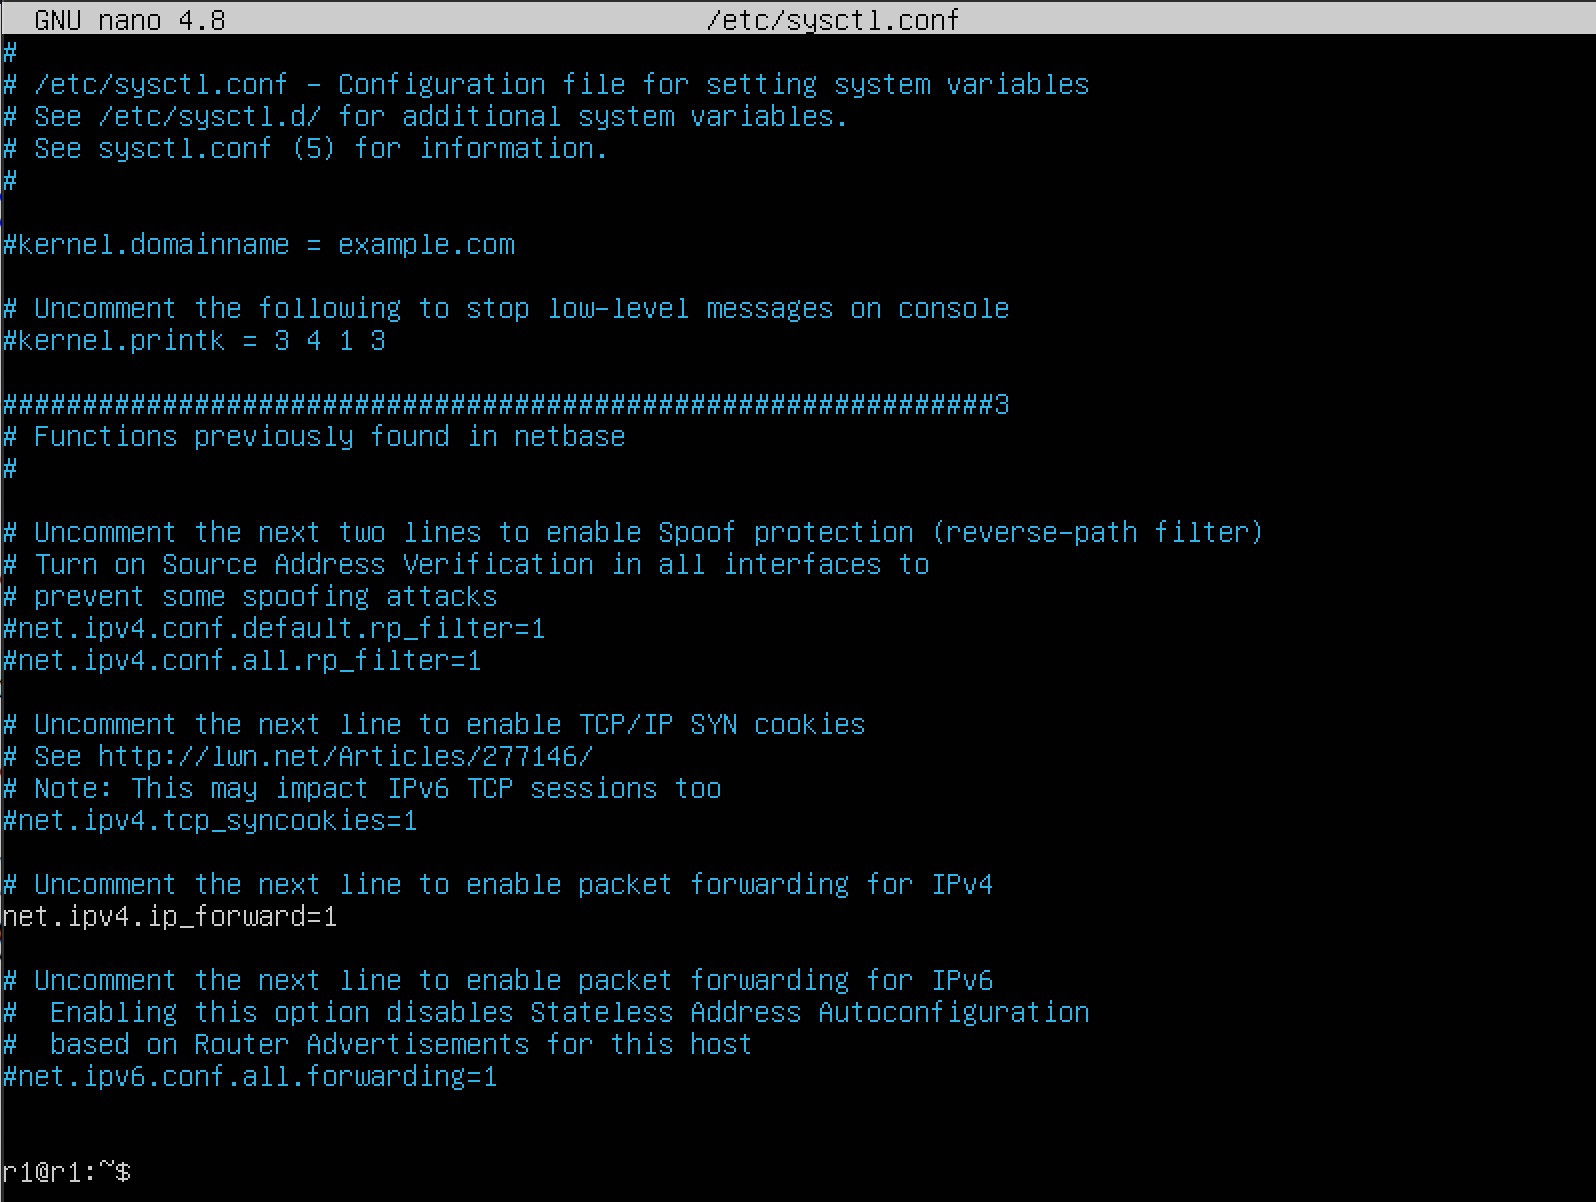 GNU nano 4.8 /etc/sysctl.conf
#
# /etc/sysctl.conf - Configuration file for setting system variables
# See /etc/sysctl.d/ for additional system variables.
# See sysctl.conf (5) for information.
#
#kernel.domainname = example.com
# Uncomment the following to stop low-level messages on console
#kernel.printk = 3 4 1 3
##############################################################3
# Functions previously found in netbase
#
# Uncomment the next two lines to enable Spoof protection (reverse-path filter)
# Turn on Source Address Verification in all interfaces to
# prevent some spoofing attacks
#net.ipv4.conf.default.rp_filter=1
#net.ipv4.conf.all.rp_filter=1
# Uncomment the next line to enable TCP/IP SYN cookies
# See http://lwn.net/Articles/277146/
# Note: This may impact IPv6 TCP sessions too
#net.ipv4.tcp_syncookies=1
# Uncomment the next line to enable packet forwarding for IPv4
net.ipv4.ip_forward=1
# Uncomment the next line to enable packet forwarding for IPv6
#  Enabling this option disables Stateless Address Autoconfiguration
#  based on Router Advertisements for this host
#net.ipv6.conf.all.forwarding=1
r1@r1:~$